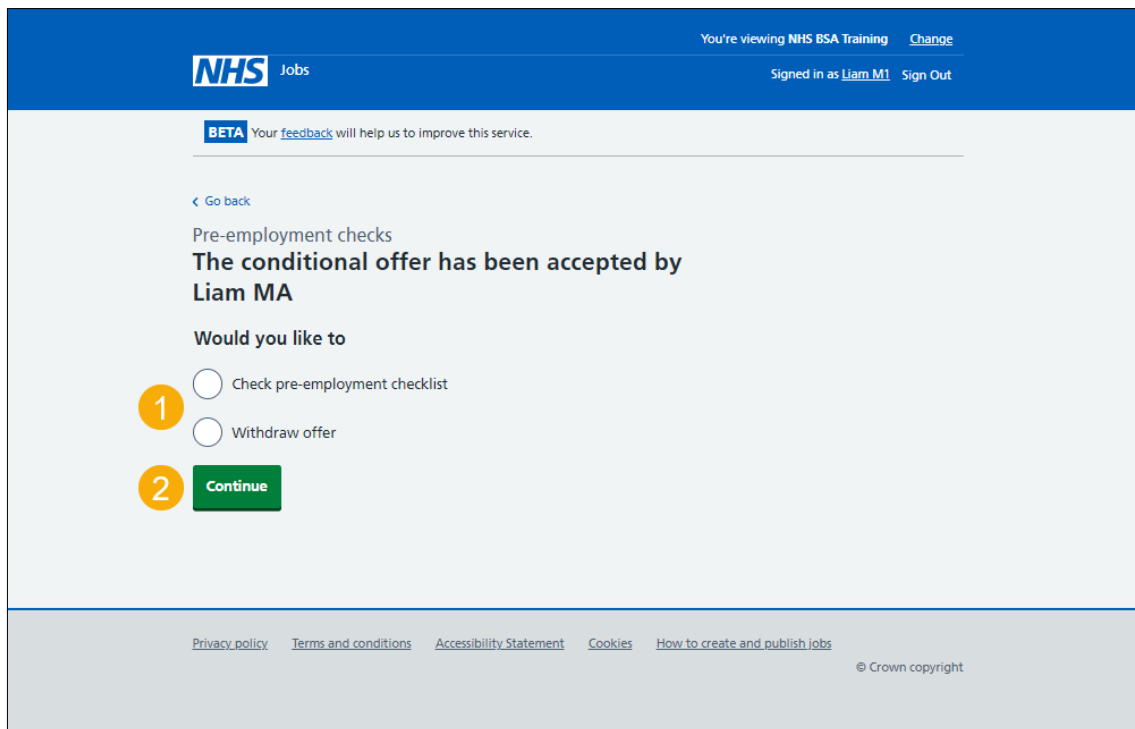 You're viewing NHS BSA Training Change
NHS Jobs
Signed in as Liam M1 Sign Out
BETA Your feedback will help us to improve this service.
Go back
Pre-employment checks
The conditional offer has been accepted by
Liam MA
Would you like to
Check pre-employment checklist
1
Withdraw offer
2
Continue
Privacy policy Terms and conditions Accessibility Statement Cookies How to create and publish jobs
© Crown copyright